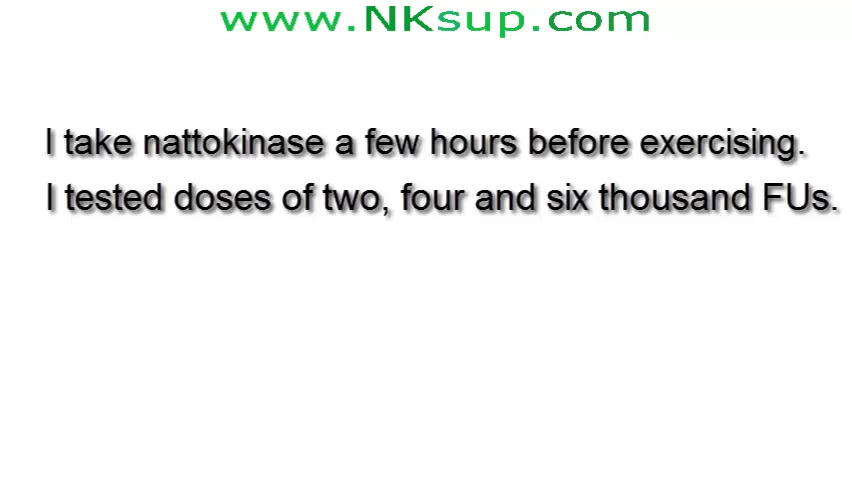 www.NKsup.com
I take nattokinase a few hours before exercising.
I tested doses of two, four and six thousand FUs.